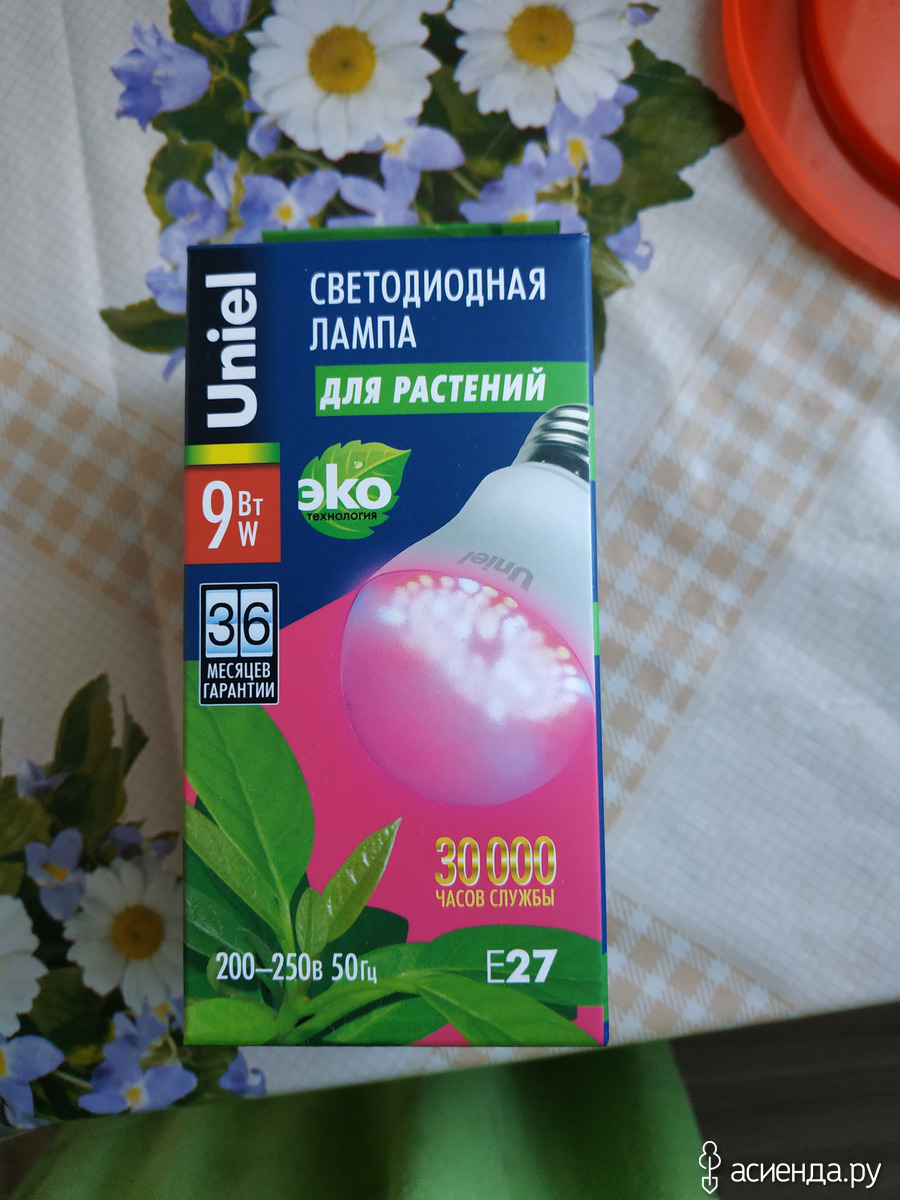 Uniel
СВЕТОДИОДНАЯ
ЛАМПА
ДЛЯ РАСТЕНИЙ
эко
технология
9 Вт
W
Uniel
36
МЕСЯЦЕВ
ГАРАНТИИ
30 000
ЧАСОВ СЛУЖБЫ
200–250в 50Гц
E27
асиенда.ру